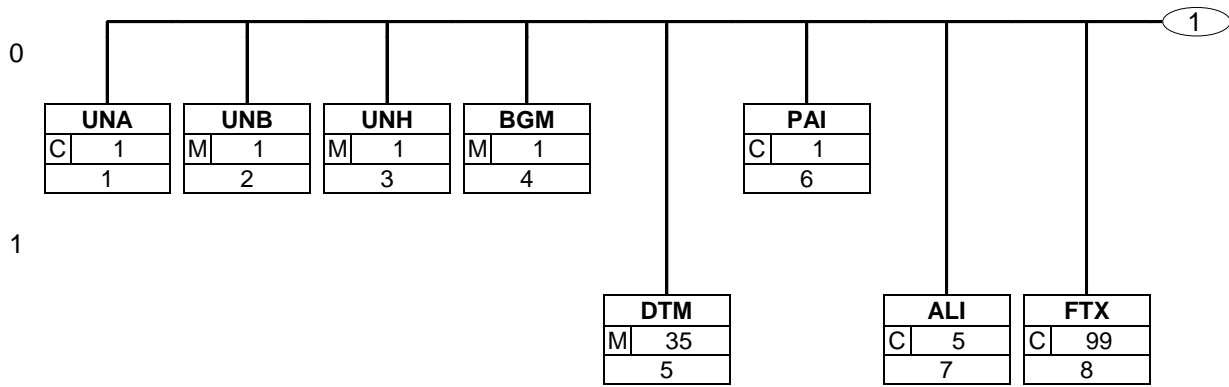 1
0
UNA UNB UNH BGM PAI
C 1 M 1 M 1 M 1 C 1
1 2 3 4 6
1
DTM ALI FTX
M 35 C 5 C 99
5 7 8